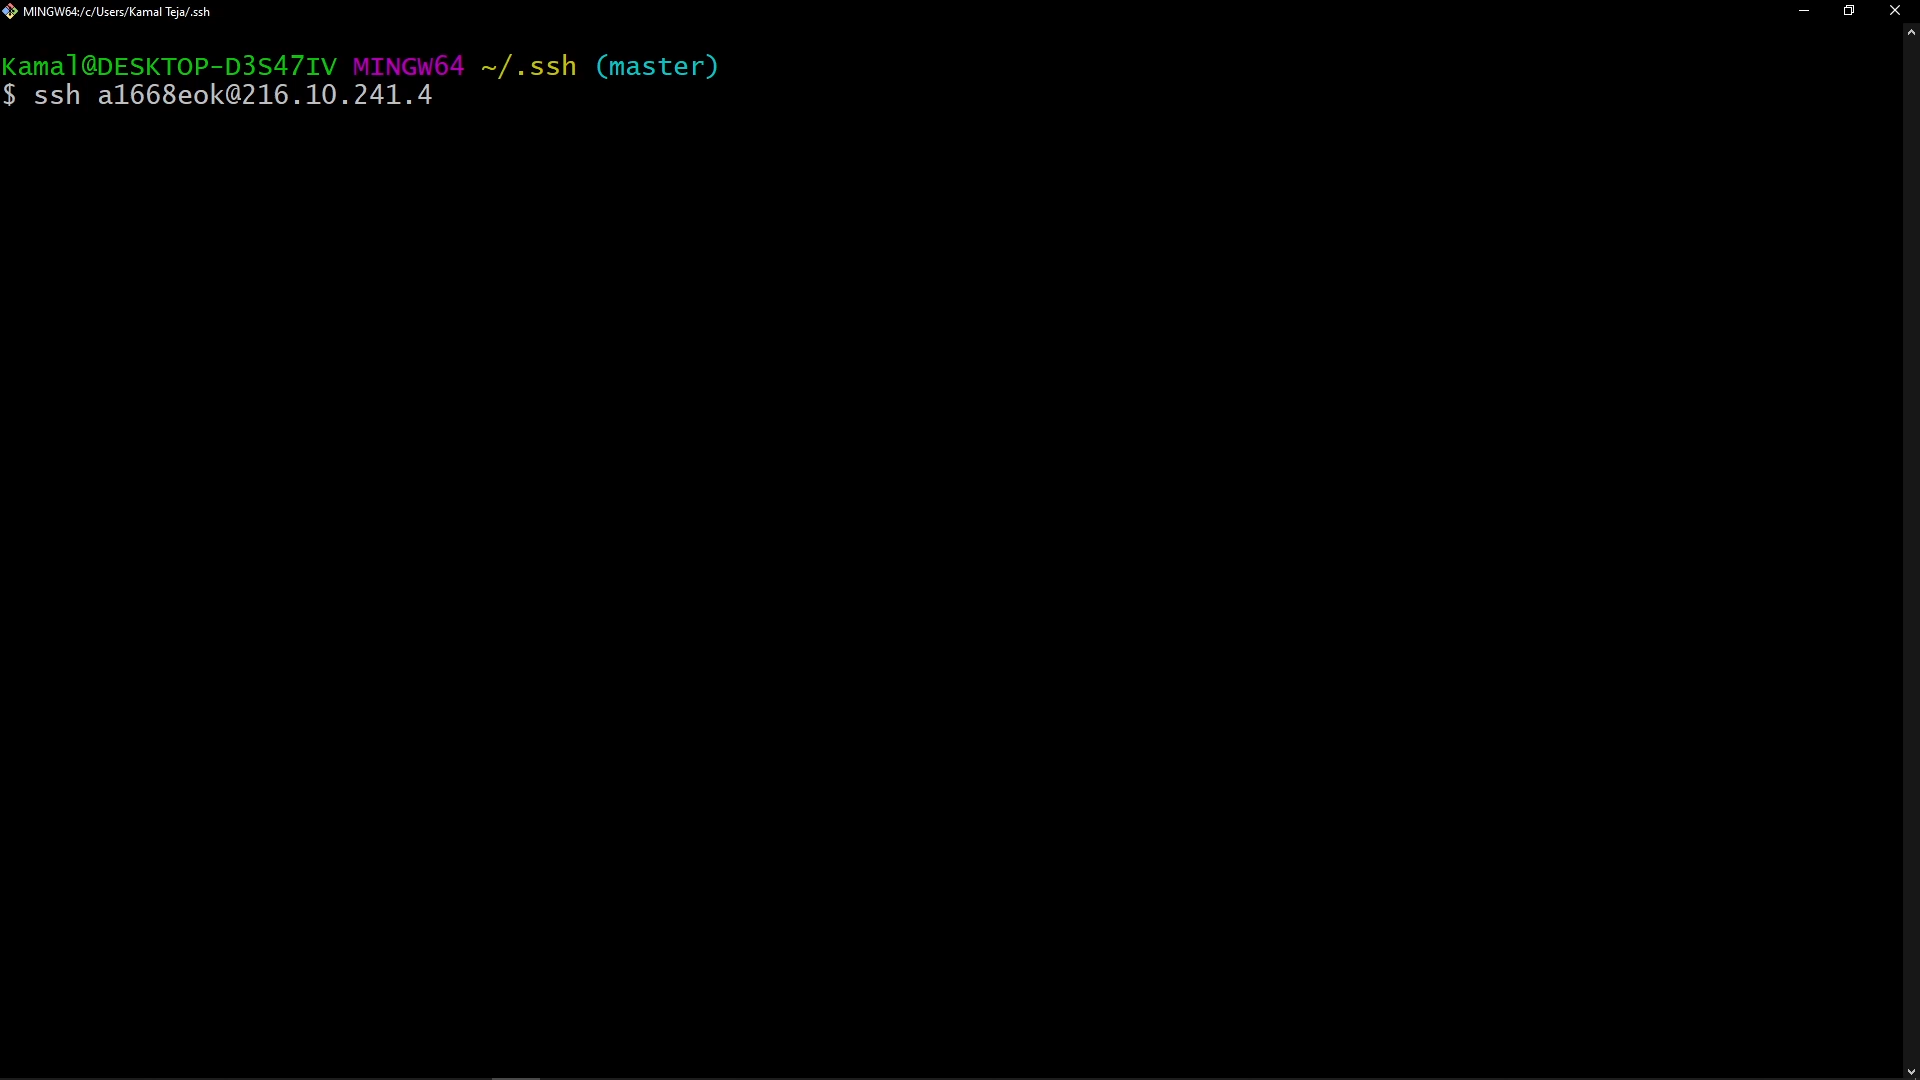 MINGW64:/c/Users/Kamal Teja/.ssh
Kamal@DESKTOP-D3S47IV MINGW64 ~/.ssh (master)
$ ssh a1668eok@216.10.241.4